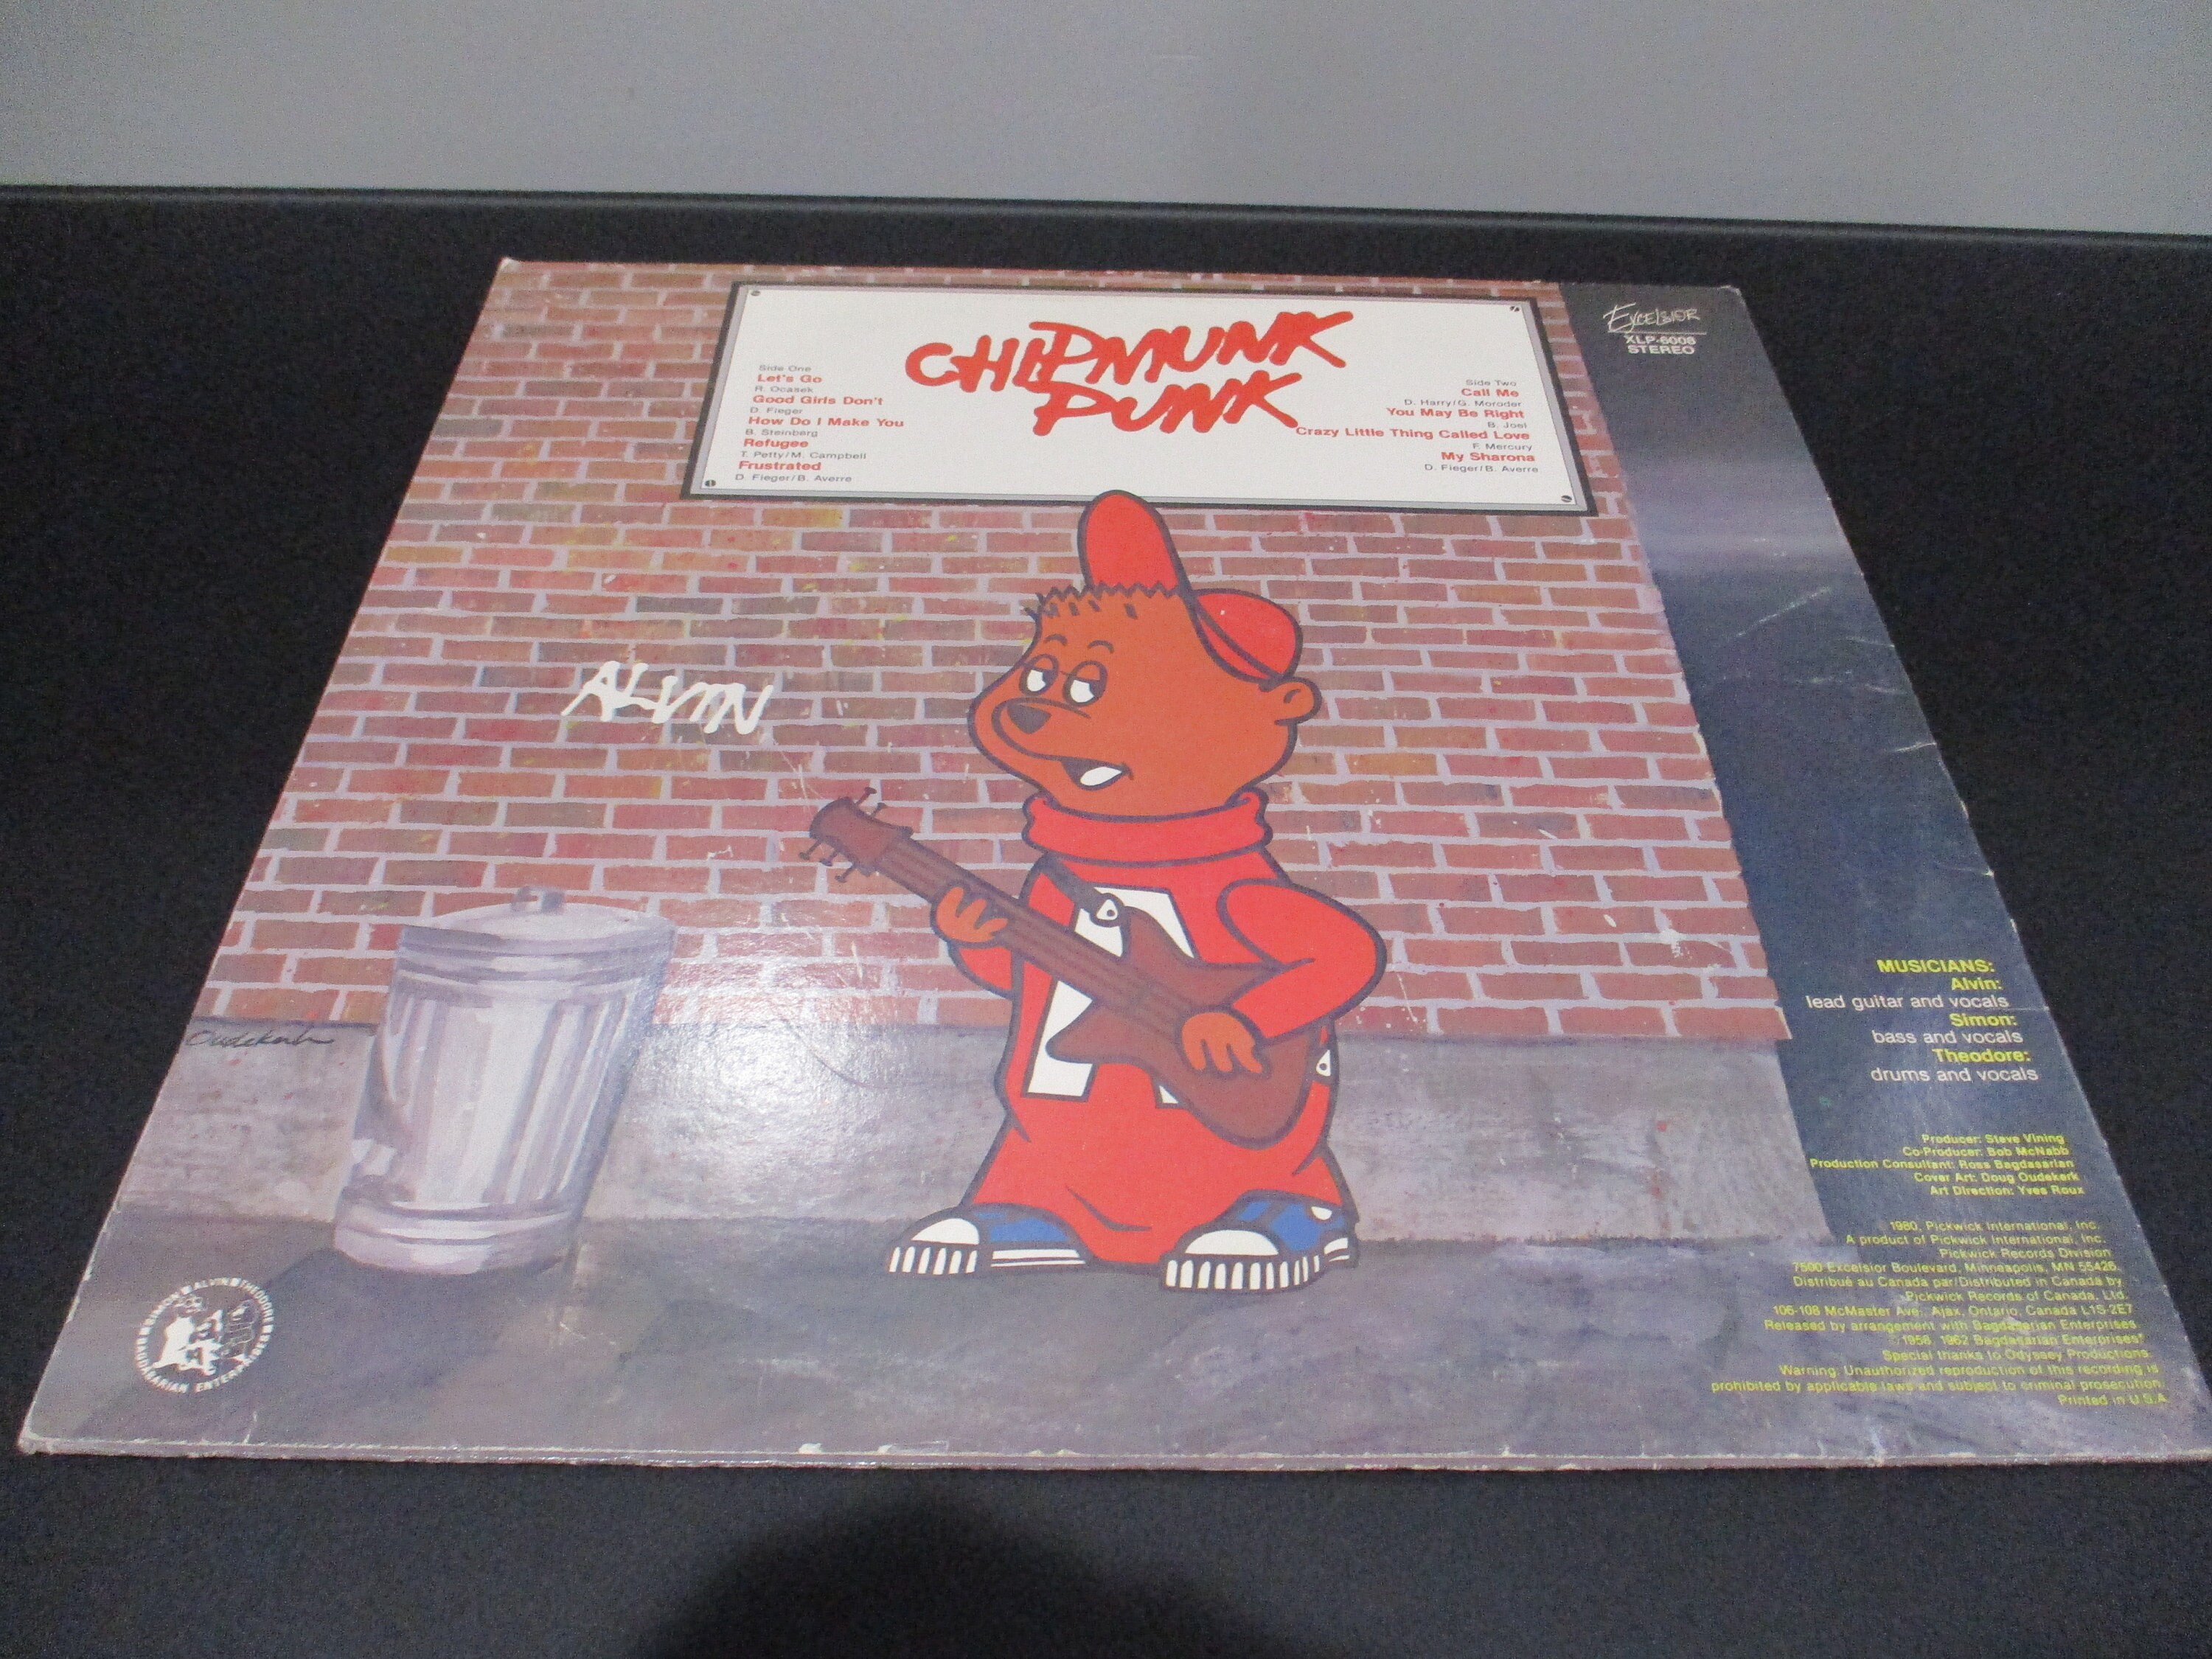 CHIPMUNK
PUNK
Side One
Let's Go
R. Ocasek
Good Girls Don't
D. Fieger
How Do I Make You
B. Steinberg
Refugee
T. Petty/M. Campbell
Frustrated
D. Fieger/B. Averre
Side Two
Call Me
D. Harry/G. Moroder
You May Be Right
B. Joel
Crazy Little Thing Called Love
F. Mercury
My Sharona
D. Fieger/B. Averre
EXCELSIOR
XLP-6008
STEREO
ALVIN
A
Oudekerk
MUSICIANS:
Alvin:
lead guitar and vocals
Simon:
bass and vocals
Theodore:
drums and vocals
Producer: Steve Vining
Co-Producer: Bob McNabb
Production Consultant: Ross Bagdasarian
Cover Art: Doug Oudekerk
Art Direction: Yves Roux
1980, Pickwick International, Inc.
A product of Pickwick International, Inc.
Pickwick Records Division
7500 Excelsior Boulevard, Minneapolis, MN 55426.
Distribué au Canada par/Distributed in Canada by
Pickwick Records of Canada, Ltd.
106-108 McMaster Ave., Ajax, Ontario, Canada L1S-2E7
Released by arrangement with Bagdasarian Enterprises
©1958, 1962 Bagdasarian Enterprises
Special thanks to Odyssey Productions.
Warning: Unauthorized reproduction of this recording is
prohibited by applicable laws and subject to criminal prosecution.
Printed in U.S.A.
SIMON ALVIN THEODORE
BAGDASARIAN